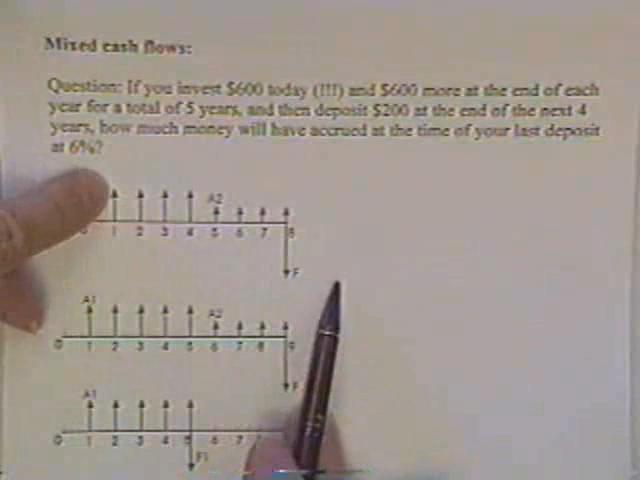 Mixed cash flows:
Question: If you invest $600 today (!!!) and $600 more at the end of each
year for a total of 5 years, and then deposit $200 at the end of the next 4
years, how much money will have accrued at the time of your last deposit
at 6%?
A2
1 2 3 4 5 6 7 8
F
A1
A2
0 1 2 3 4 5 6 7 8 9
F
A1
0 1 2 3 4 5 6 7
F1